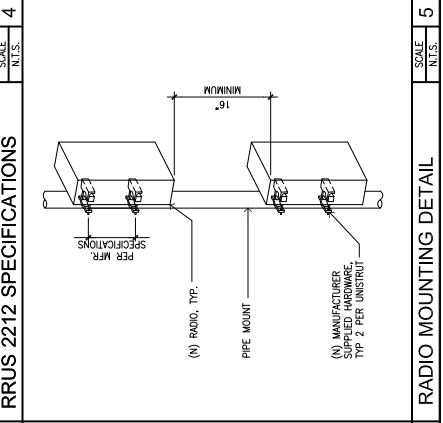 RRUS 2212 SPECIFICATIONS
SCALE
N.T.S.
4
16"
MINIMUM
PER MFR.
SPECIFICATIONS
(N) RADIO, TYP.
PIPE MOUNT
(N) MANUFACTURER
SUPPLIED HARDWARE,
TYP 2 PER UNISTRUT
RADIO MOUNTING DETAIL
SCALE
N.T.S.
5